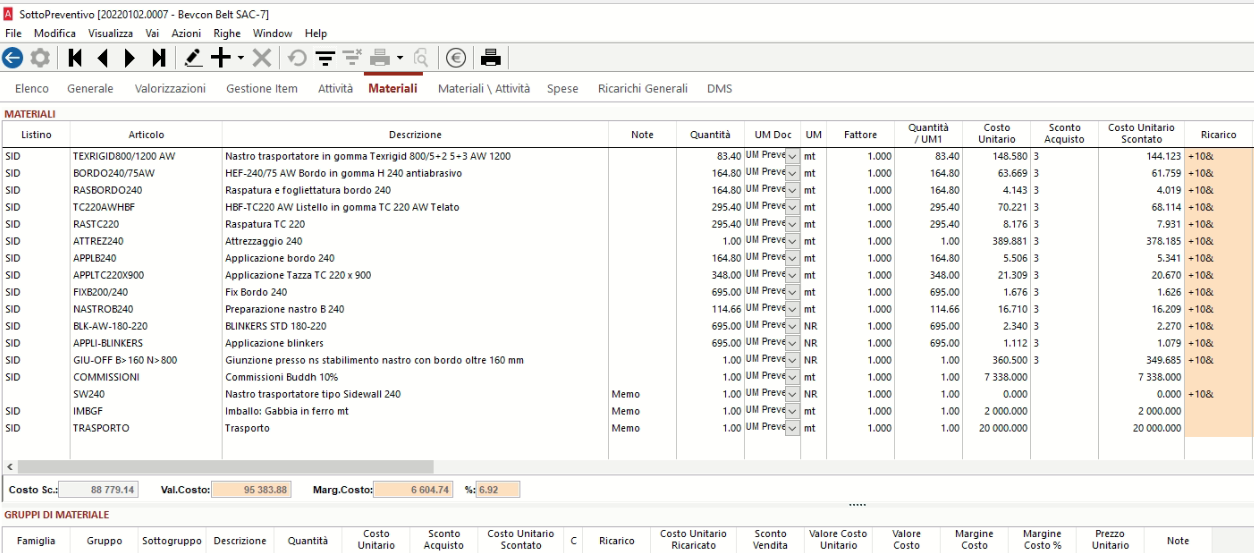 SottoPreventivo [20220102.0007 - Bevcon Belt SAC-7]
File Modifica Visualizza Vai Azioni Righe Window Help
Elenco Generale Valorizzazioni Gestione Item Attività Materiali Materiali \ Attività Spese Ricarichi Generali DMS
MATERIALI
Listino Articolo Descrizione Note Quantità UM Doc UM Fattore Quantità / UM1 Costo Unitario Sconto Acquisto Costo Unitario Scontato Ricarico
SID TEXRIGID800/1200 AW Nastro trasportatore in gomma Texrigid 800/5+2 5+3 AW 1200 83.40 UM Preve mt 1.000 83.40 148.580 3 144.123 +10&
SID BORDO240/75AW HEF-240/75 AW Bordo in gomma H 240 antiabrasivo 164.80 UM Preve mt 1.000 164.80 63.669 3 61.759 +10&
SID RASBORDO240 Raspatura e fogliettatura bordo 240 164.80 UM Preve mt 1.000 164.80 4.143 3 4.019 +10&
SID TC220AWHBF HBF-TC220 AW Listello in gomma TC 220 AW Telato 295.40 UM Preve mt 1.000 295.40 70.221 3 68.114 +10&
SID RASTC220 Raspatura TC 220 295.40 UM Preve mt 1.000 295.40 8.176 3 7.931 +10&
SID ATTREZ240 Attrezzaggio 240 1.00 UM Preve mt 1.000 1.00 389.881 3 378.185 +10&
SID APPLB240 Applicazione bordo 240 164.80 UM Preve mt 1.000 164.80 5.506 3 5.341 +10&
SID APPLTC220X900 Applicazione Tazza TC 220 x 900 348.00 UM Preve mt 1.000 348.00 21.309 3 20.670 +10&
SID FIXB200/240 Fix Bordo 240 695.00 UM Preve mt 1.000 695.00 1.676 3 1.626 +10&
SID NASTROB240 Preparazione nastro B 240 114.66 UM Preve mt 1.000 114.66 16.710 3 16.209 +10&
SID BLK-AW-180-220 BLINKERS STD 180-220 695.00 UM Preve NR 1.000 695.00 2.340 3 2.270 +10&
SID APPLI-BLINKERS Applicazione blinkers 695.00 UM Preve NR 1.000 695.00 1.112 3 1.079 +10&
SID GIU-OFF B>160 N>800 Giunzione presso ns stabilimento nastro con bordo oltre 160 mm 1.00 UM Preve NR 1.000 1.00 360.500 3 349.685 +10&
SID COMMISSIONI Commissioni Buddh 10% 1.00 UM Preve mt 1.000 1.00 7 338.000 7 338.000
SW240 Nastro trasportatore tipo Sidewall 240 Memo 1.00 UM Preve NR 1.000 1.00 0.000 0.000 +10&
SID IMBGF Imballo: Gabbia in ferro mt Memo 1.00 UM Preve mt 1.000 1.00 2 000.000 2 000.000
SID TRASPORTO Trasporto Memo 1.00 UM Preve mt 1.000 1.00 20 000.000 20 000.000
Costo Sc.: 88 779.14 Val.Costo: 95 383.88 Marg.Costo: 6 604.74 %: 6.92
GRUPPI DI MATERIALE
Famiglia Gruppo Sottogruppo Descrizione Quantità Costo Unitario Sconto Acquisto Costo Unitario Scontato C Ricarico Costo Unitario Ricaricato Sconto Vendita Valore Costo Unitario Valore Costo Margine Costo Margine Costo % Prezzo Unitario Note